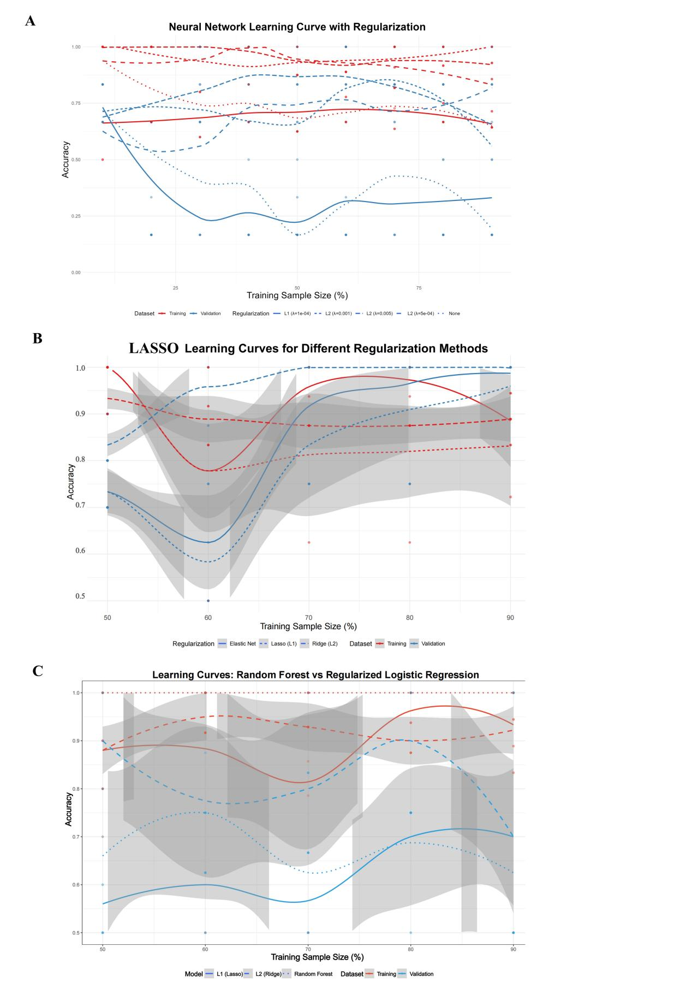 A
Neural Network Learning Curve with Regularization
1.00
0.75
0.50
0.25
0.00
Accuracy
25 50 75
Training Sample Size (%)
Dataset Training Validation Regularization L1 (λ=1e-04) L2 (λ=0.001) L2 (λ=0.005) L2 (λ=5e-04) None
B
LASSO Learning Curves for Different Regularization Methods
1.0
0.9
0.8
0.7
0.6
0.5
Accuracy
50 60 70 80 90
Training Sample Size (%)
Regularization Elastic Net Lasso (L1) Ridge (L2) Dataset Training Validation
C
Learning Curves: Random Forest vs Regularized Logistic Regression
1.0
0.9
0.8
0.7
0.6
0.5
Accuracy
50 60 70 80 90
Training Sample Size (%)
Model L1 (Lasso) L2 (Ridge) Random Forest Dataset Training Validation